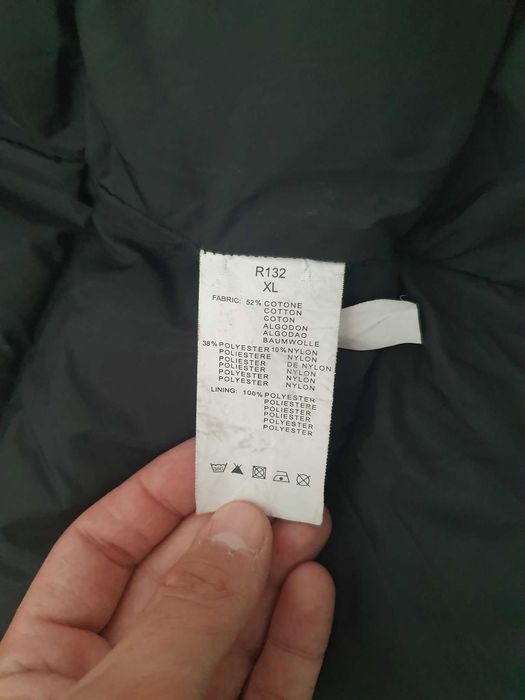 R132
XL
FABRIC: 52% COTONE
COTTON
COTON
ALGODON
ALGODAO
BAUMWOLLE
38% POLYESTER 10% NYLON
POLIESTERE NYLON
POLIESTER DE NYLON
POLIESTER NYLON
POLYESTER NYLON
POLYESTER NYLON
LINING: 100% POLYESTER
POLIESTERE
POLIESTER
POLIESTER
POLYESTER
POLYESTER